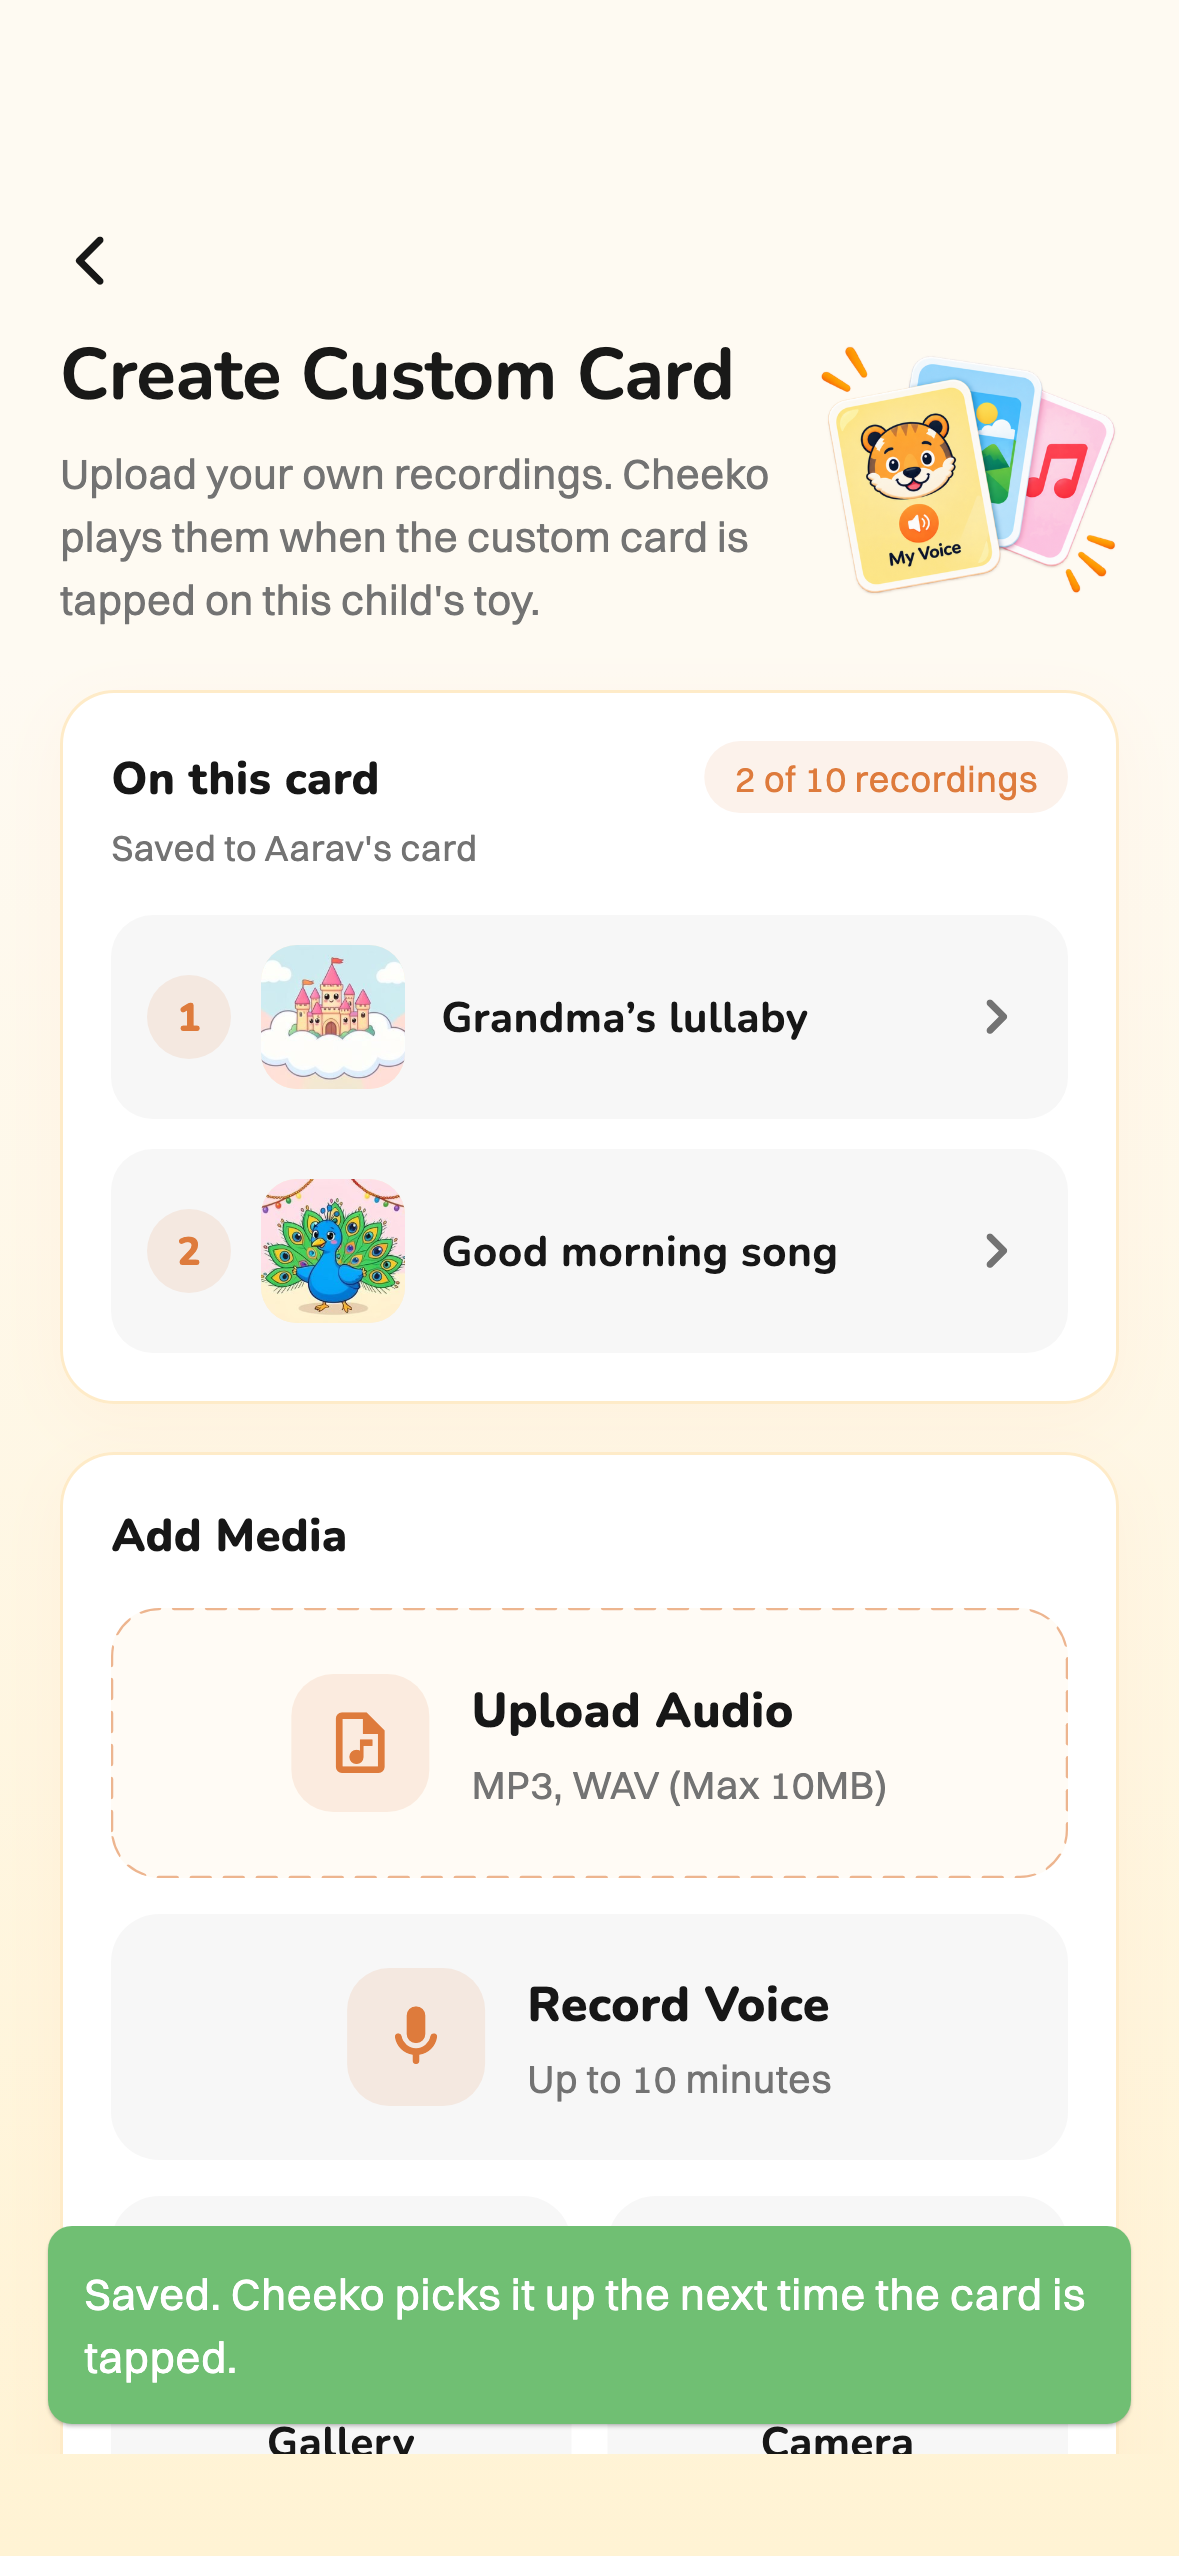 Create Custom Card
Upload your own recordings. Cheeko
plays them when the custom card is
tapped on this child's toy.
My Voice
On this card
2 of 10 recordings
Saved to Aarav's card
1
Grandma’s lullaby
2
Good morning song
Add Media
Upload Audio
MP3, WAV (Max 10MB)
Record Voice
Up to 10 minutes
Saved. Cheeko picks it up the next time the card is
tapped.
Gallery
Camera